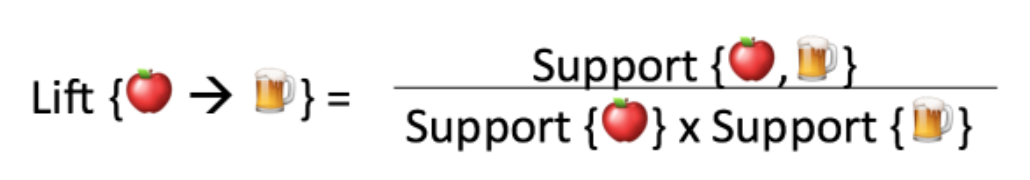 Lift {🍎 → 🍺} =
Support {🍎,🍺}
Support {🍎} x Support {🍺}